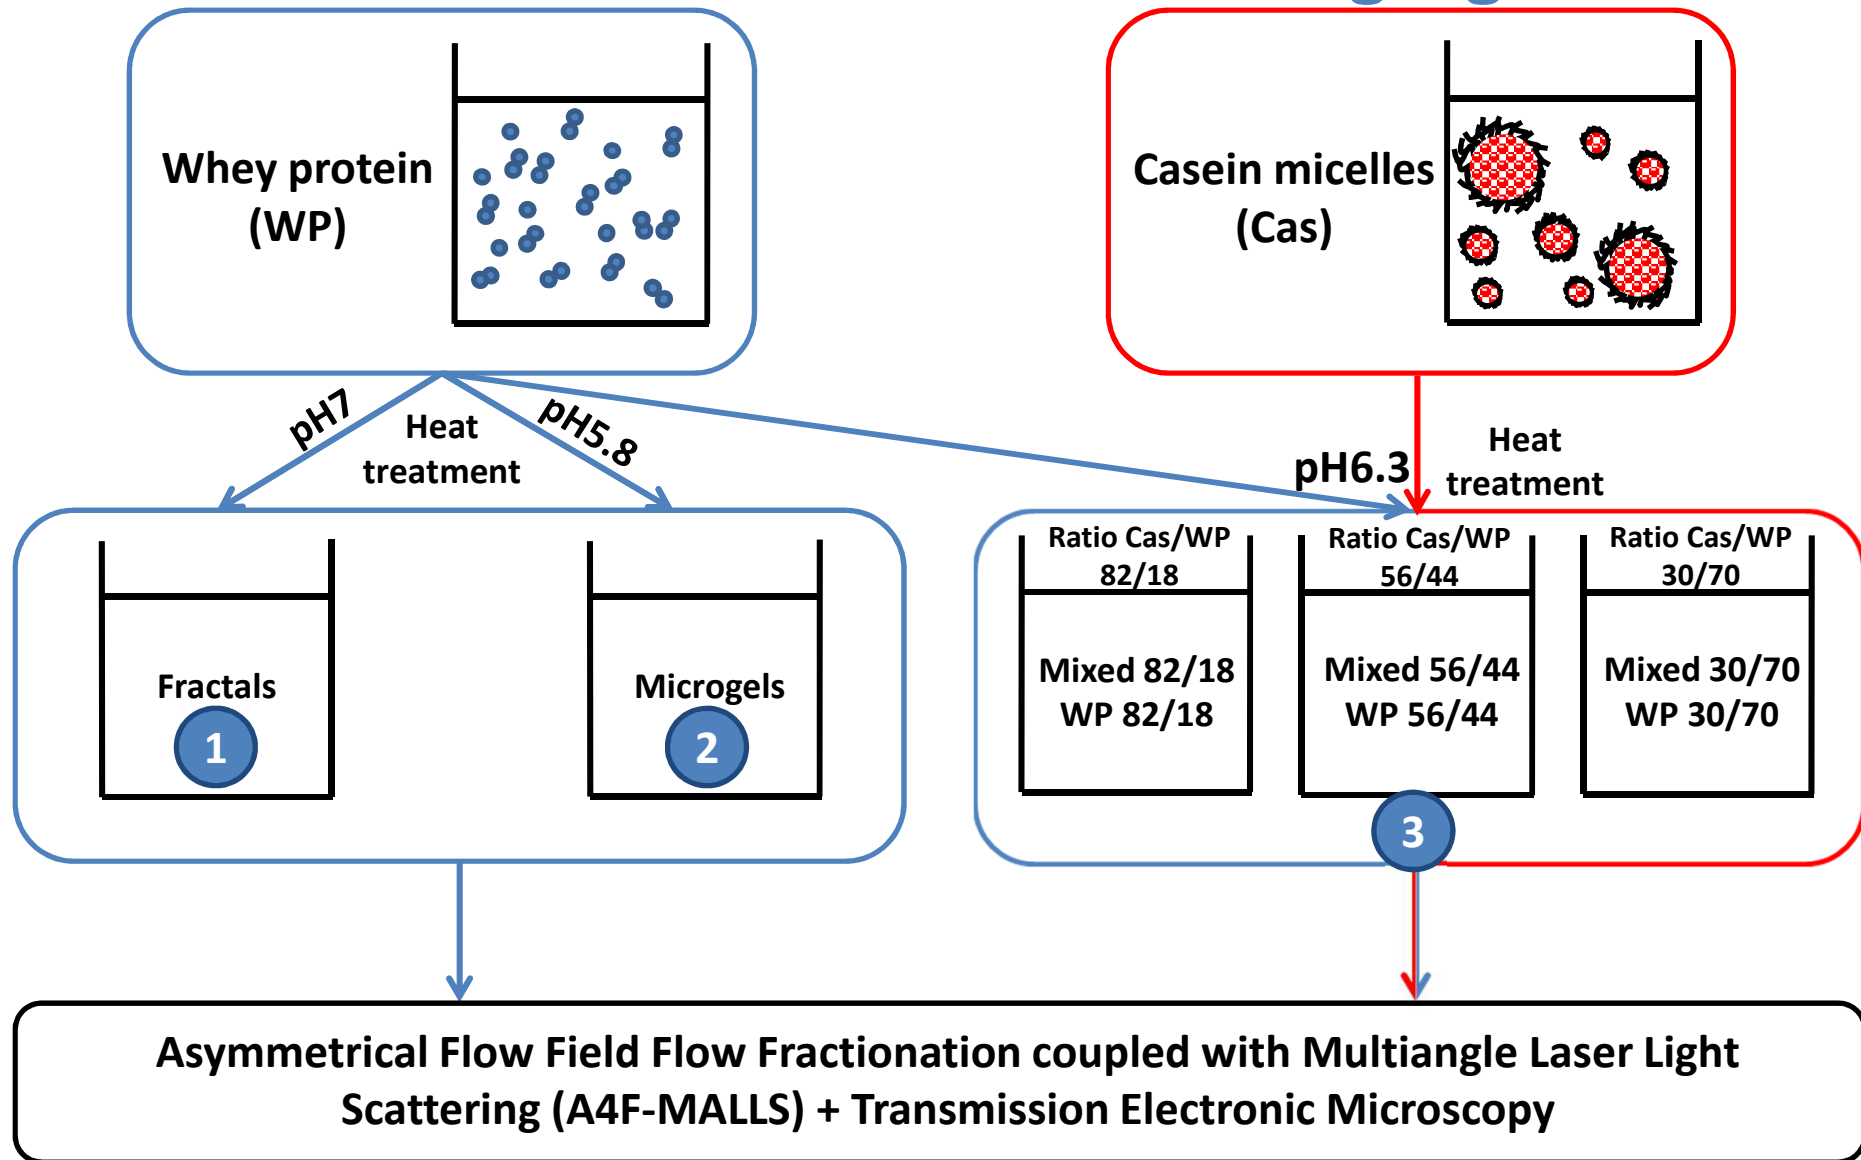 Whey protein
(WP)
Casein micelles
(Cas)
pH7
Heat
treatment
pH5.8
pH6.3
Heat
treatment
Fractals
1
Microgels
2
Ratio Cas/WP
82/18
Mixed 82/18
WP 82/18
Ratio Cas/WP
56/44
Mixed 56/44
WP 56/44
Ratio Cas/WP
30/70
Mixed 30/70
WP 30/70
3
Asymmetrical Flow Field Flow Fractionation coupled with Multiangle Laser Light
Scattering (A4F-MALLS) + Transmission Electronic Microscopy